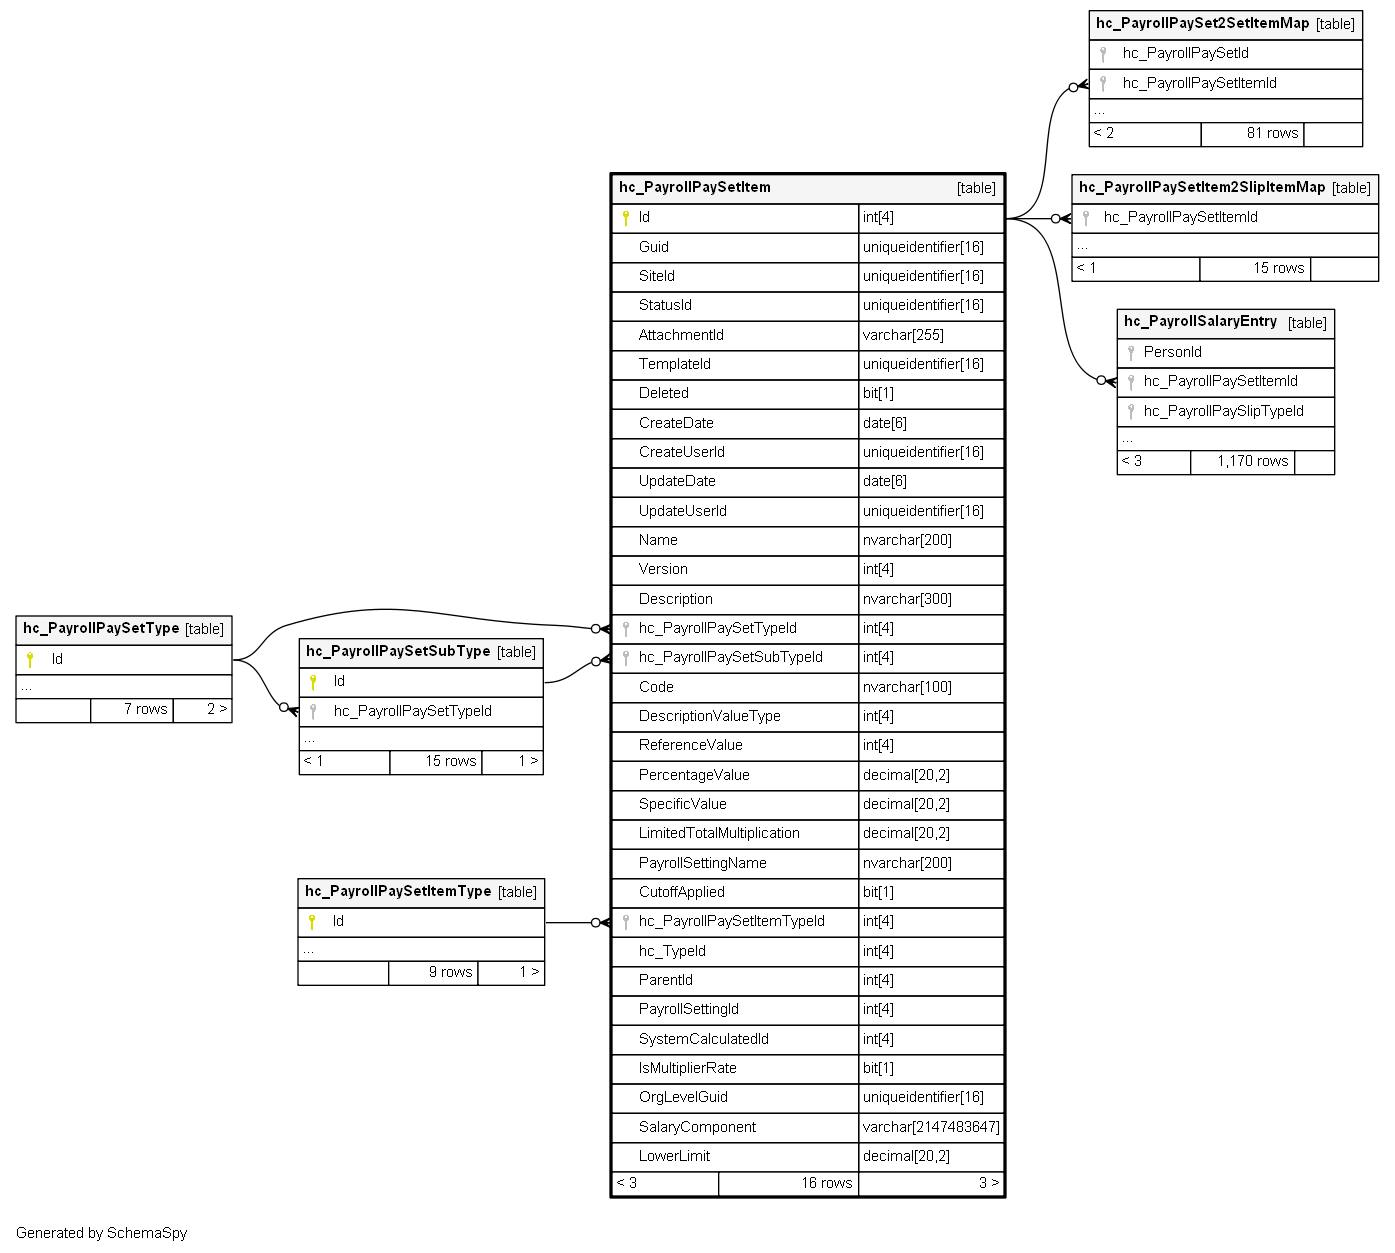 hc_PayrollPaySet2SetItemMap [table]
hc_PayrollPaySetId
hc_PayrollPaySetItemId
...
< 2 81 rows
hc_PayrollPaySetItem2SlipItemMap [table]
hc_PayrollPaySetItemId
...
< 1 15 rows
hc_PayrollSalaryEntry [table]
PersonId
hc_PayrollPaySetItemId
hc_PayrollPaySlipTypeId
...
< 3 1,170 rows
hc_PayrollPaySetItem [table]
Id int[4]
Guid uniqueidentifier[16]
SiteId uniqueidentifier[16]
StatusId uniqueidentifier[16]
AttachmentId varchar[255]
TemplateId uniqueidentifier[16]
Deleted bit[1]
CreateDate date[6]
CreateUserId uniqueidentifier[16]
UpdateDate date[6]
UpdateUserId uniqueidentifier[16]
Name nvarchar[200]
Version int[4]
Description nvarchar[300]
hc_PayrollPaySetTypeId int[4]
hc_PayrollPaySetSubTypeId int[4]
Code nvarchar[100]
DescriptionValueType int[4]
ReferenceValue int[4]
PercentageValue decimal[20,2]
SpecificValue decimal[20,2]
LimitedTotalMultiplication decimal[20,2]
PayrollSettingName nvarchar[200]
CutoffApplied bit[1]
hc_PayrollPaySetItemTypeId int[4]
hc_TypeId int[4]
ParentId int[4]
PayrollSettingId int[4]
SystemCalculatedId int[4]
IsMultiplierRate bit[1]
OrgLevelGuid uniqueidentifier[16]
SalaryComponent varchar[2147483647]
LowerLimit decimal[20,2]
< 3 16 rows 3 >
hc_PayrollPaySetType [table]
Id
...
7 rows 2 >
hc_PayrollPaySetSubType [table]
Id
hc_PayrollPaySetTypeId
...
< 1 15 rows 1 >
hc_PayrollPaySetItemType [table]
Id
...
9 rows 1 >
Generated by SchemaSpy